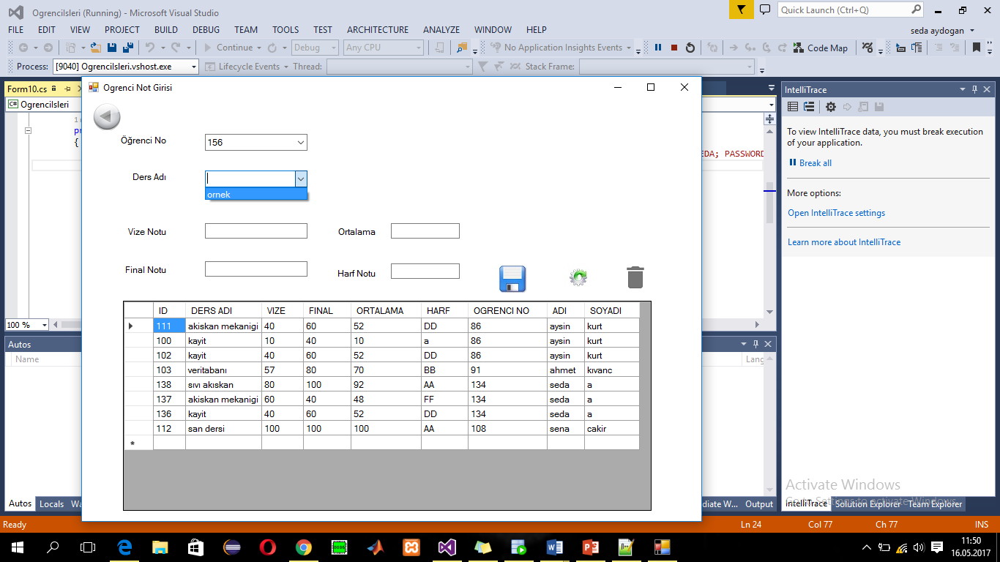 Ogrencilsleri (Running) - Microsoft Visual Studio
Quick Launch (Ctrl+Q)
FILE EDIT VIEW PROJECT BUILD DEBUG TEAM TOOLS TEST ARCHITECTURE ANALYZE WINDOW HELP
seda aydogan
Continue Debug Any CPU No Application Insights Events Code Map
Process: [9040] Ogrencilsleri.vshost.exe Lifecycle Events Thread: Stack Frame:
Form10.cs
Ogrenci Not Girisi
IntelliTrace
C# Ogrencilsleri
Öğrenci No 156
Ders Adı
ornek
Vize Notu Ortalama
Final Notu Harf Notu
EDA; PASSWORD
To view IntelliTrace data, you must break execution
of your application.
Break all
More options:
Open IntelliTrace settings
Learn more about IntelliTrace
ID DERS ADI VIZE FINAL ORTALAMA HARF OGRENCI NO ADI SOYADI
111 akiskan mekanigi 40 60 52 DD 86 aysin kurt
100 kayit 10 40 10 a 86 aysin kurt
102 kayit 40 60 52 DD 86 aysin kurt
103 veritabanı 57 80 70 BB 91 ahmet kıvanc
138 sıvı akıskan 80 100 92 AA 134 seda a
137 akiskan mekanigi 60 40 48 FF 134 seda a
136 kayit 40 60 52 DD 134 seda a
112 san dersi 100 100 100 AA 108 sena cakir
*
100 %
Autos
Name
Lang
Autos Locals Wa
diate W... Output
Activate Windows
Go to Settings to activate Windows.
IntelliTrace Solution Explorer Team Explorer
Ready Ln 24 Col 77 Ch 77 INS
11:50
16.05.2017